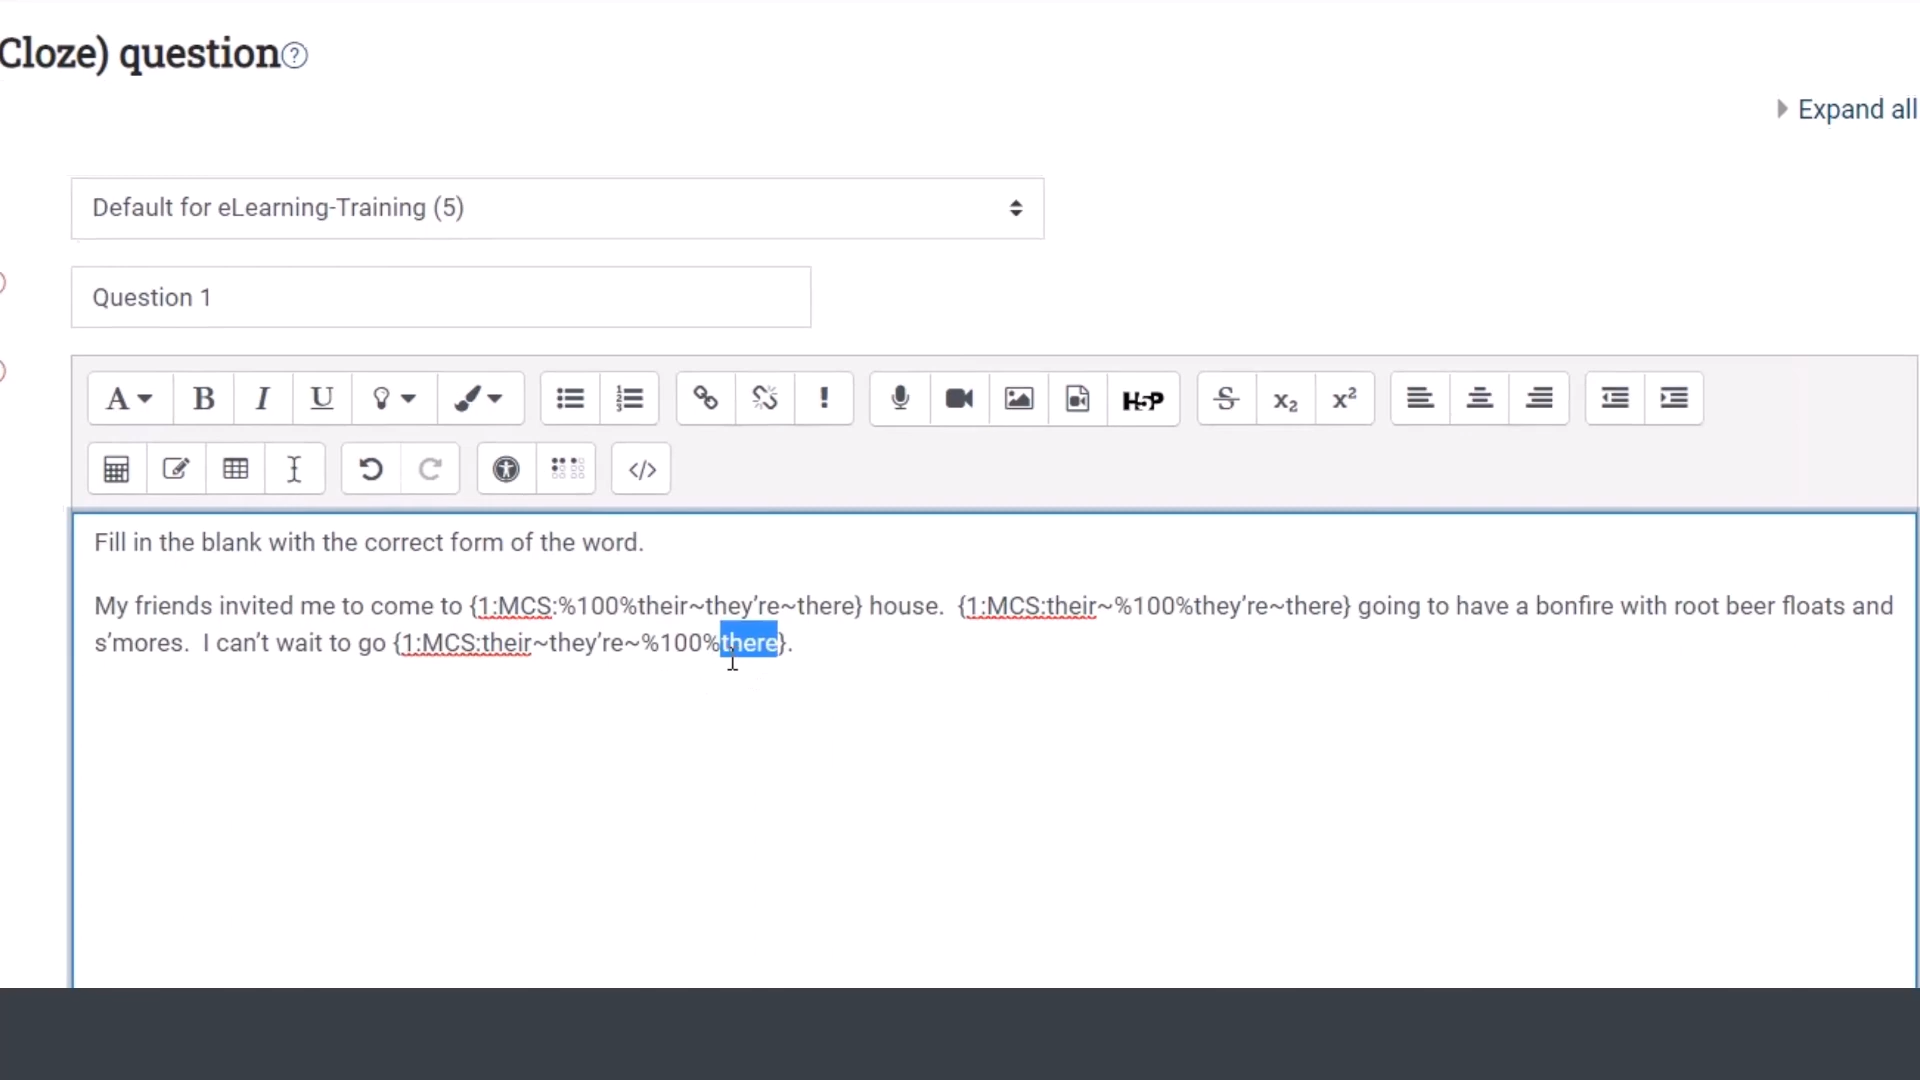 Cloze) question
Expand all
Default for eLearning-Training (5)
Question 1
A B I U H5P S x₂ x²
Fill in the blank with the correct form of the word.
My friends invited me to come to {1:MCS:%100%their~they’re~there} house.  {1:MCS:their~%100%they’re~there} going to have a bonfire with root beer floats and
s’mores.  I can’t wait to go {1:MCS:their~they’re~%100%there}.